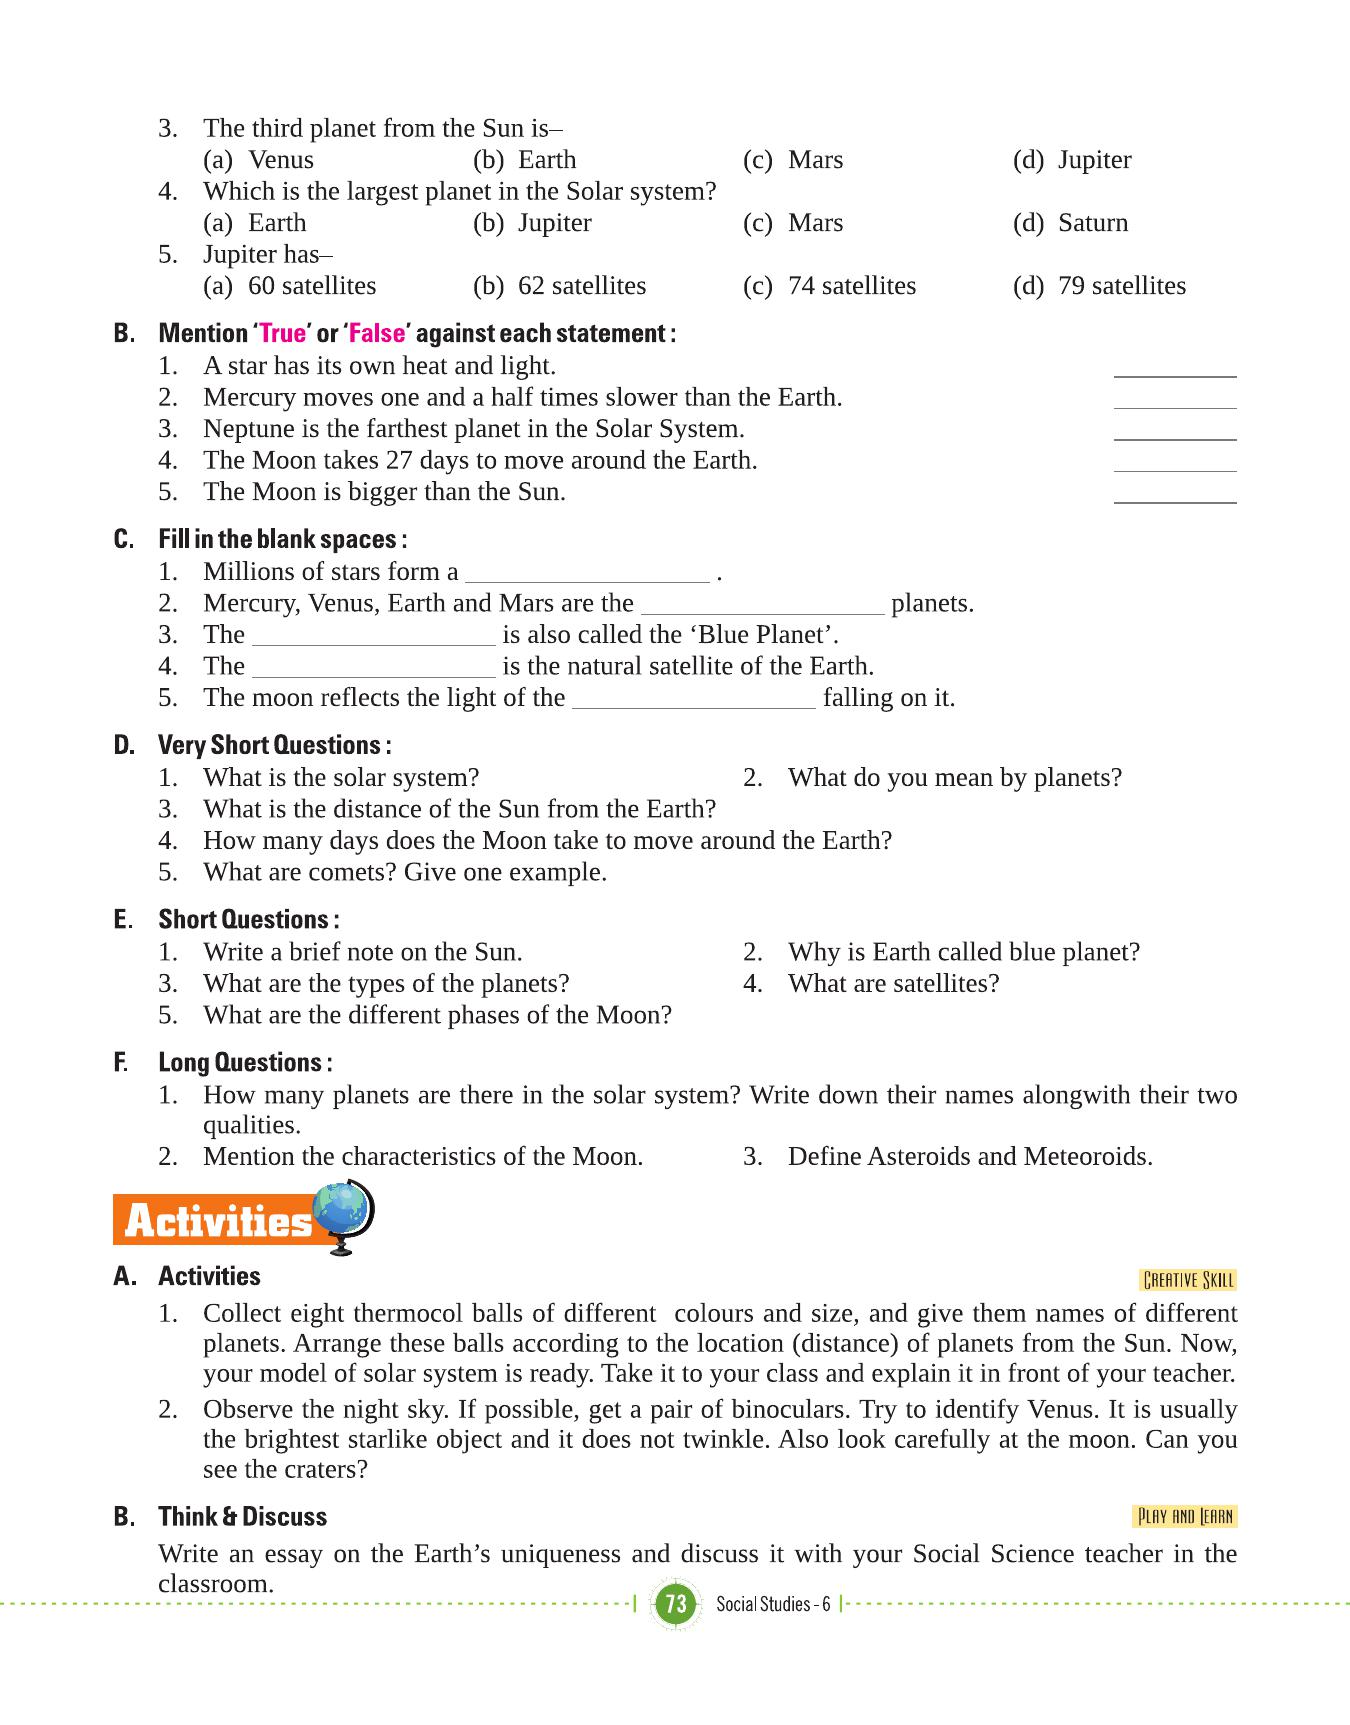 3. The third planet from the Sun is–
(a) Venus (b) Earth (c) Mars (d) Jupiter
4. Which is the largest planet in the Solar system?
(a) Earth (b) Jupiter (c) Mars (d) Saturn
5. Jupiter has–
(a) 60 satellites (b) 62 satellites (c) 74 satellites (d) 79 satellites
B. Mention ‘True’ or ‘False’ against each statement :
1. A star has its own heat and light. _________
2. Mercury moves one and a half times slower than the Earth. _________
3. Neptune is the farthest planet in the Solar System. _________
4. The Moon takes 27 days to move around the Earth. _________
5. The Moon is bigger than the Sun. _________
C. Fill in the blank spaces :
1. Millions of stars form a __________________ .
2. Mercury, Venus, Earth and Mars are the __________________ planets.
3. The __________________ is also called the ‘Blue Planet’.
4. The __________________ is the natural satellite of the Earth.
5. The moon reflects the light of the __________________ falling on it.
D. Very Short Questions :
1. What is the solar system? 2. What do you mean by planets?
3. What is the distance of the Sun from the Earth?
4. How many days does the Moon take to move around the Earth?
5. What are comets? Give one example.
E. Short Questions :
1. Write a brief note on the Sun. 2. Why is Earth called blue planet?
3. What are the types of the planets? 4. What are satellites?
5. What are the different phases of the Moon?
F. Long Questions :
1. How many planets are there in the solar system? Write down their names alongwith their two
qualities.
2. Mention the characteristics of the Moon. 3. Define Asteroids and Meteoroids.
Activities
A. Activities CREATIVE SKILL
1. Collect eight thermocol balls of different colours and size, and give them names of different
planets. Arrange these balls according to the location (distance) of planets from the Sun. Now,
your model of solar system is ready. Take it to your class and explain it in front of your teacher.
2. Observe the night sky. If possible, get a pair of binoculars. Try to identify Venus. It is usually
the brightest starlike object and it does not twinkle. Also look carefully at the moon. Can you
see the craters?
B. Think & Discuss PLAY AND LEARN
Write an essay on the Earth’s uniqueness and discuss it with your Social Science teacher in the
classroom.
73 Social Studies - 6